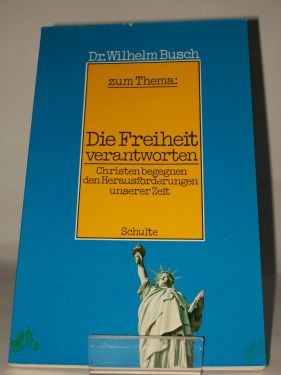 Dr. Wilhelm Busch
zum Thema:
Die Freiheit
verantworten
Christen begegnen
den Herausforderungen
unserer Zeit
Schulte